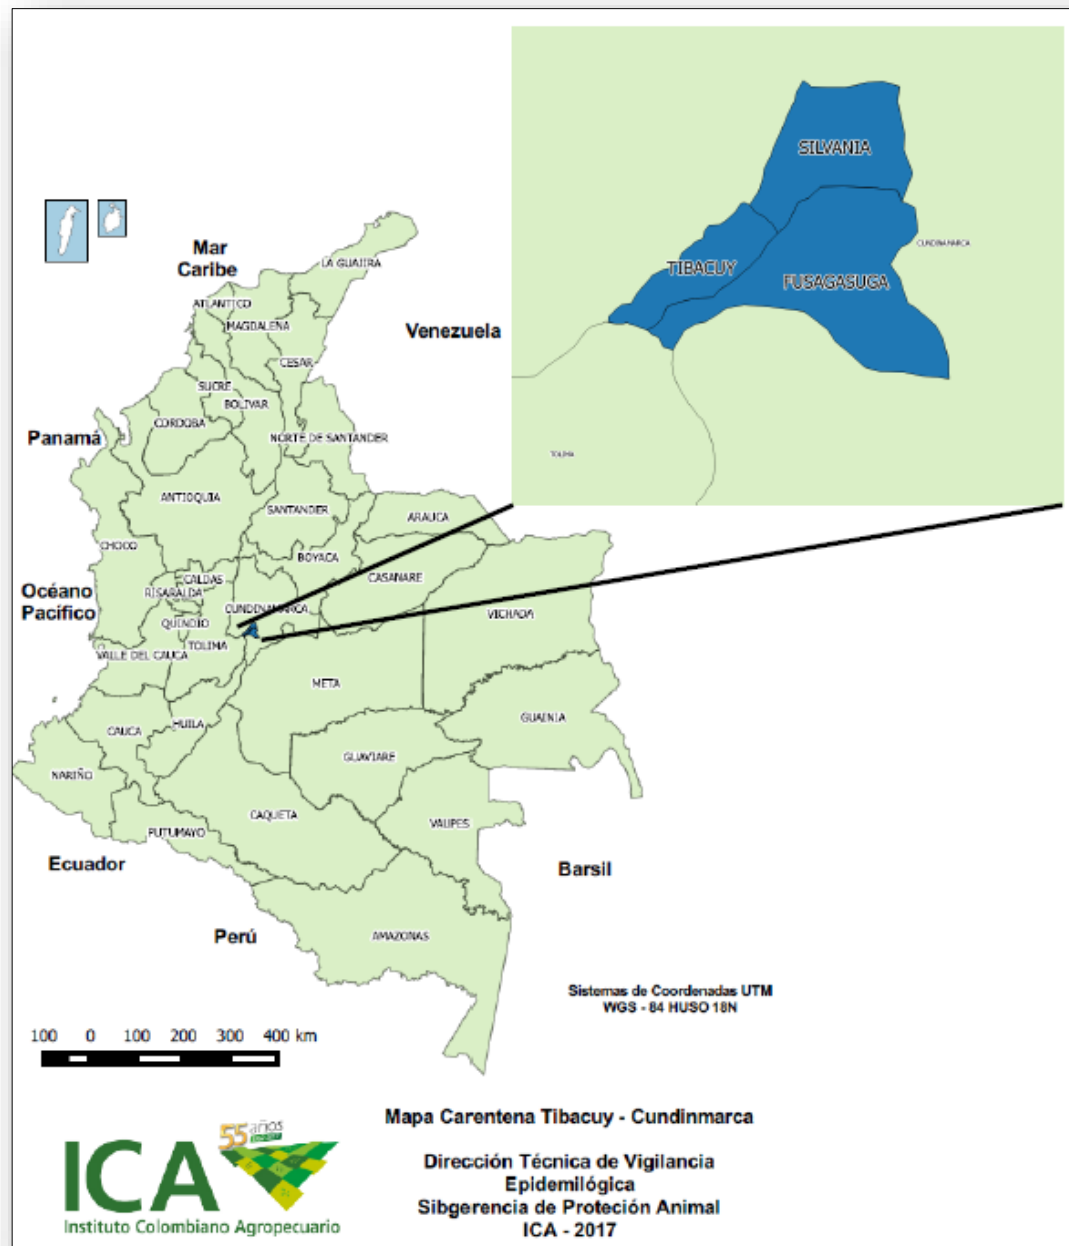 SILVANIA
CUNDINAMARCA
TIBACUY
FUSAGASUGA
TOLIMA
Mar
Caribe
LA GUAJIRA
ATLANTICO
MAGDALENA
Venezuela
CESAR
SUCRE
BOLIVAR
CORDOBA
Panamá
NORTE DE SANTANDER
ANTIOQUIA
SANTANDER
ARAUCA
CHOCO
BOYACA
CASANARE
CALDAS
Océano
Pacífico
RISARALDA
CUNDINAMARCA
VICHADA
QUINDIO
TOLIMA
VALLE DEL CAUCA
META
GUAINIA
HUILA
CAUCA
GUAVIARE
NARIÑO
CAQUETA
VAUPES
PUTUMAYO
Ecuador
Barsil
Perú
AMAZONAS
Sistemas de Coordenadas UTM
WGS - 84 HUSO 18N
100 0 100 200 300 400 km
Mapa Carentena Tibacuy - Cundinmarca
55 años
ICA
Instituto Colombiano Agropecuario
Dirección Técnica de Vigilancia
Epidemilógica
Sibgerencia de Proteción Animal
ICA - 2017